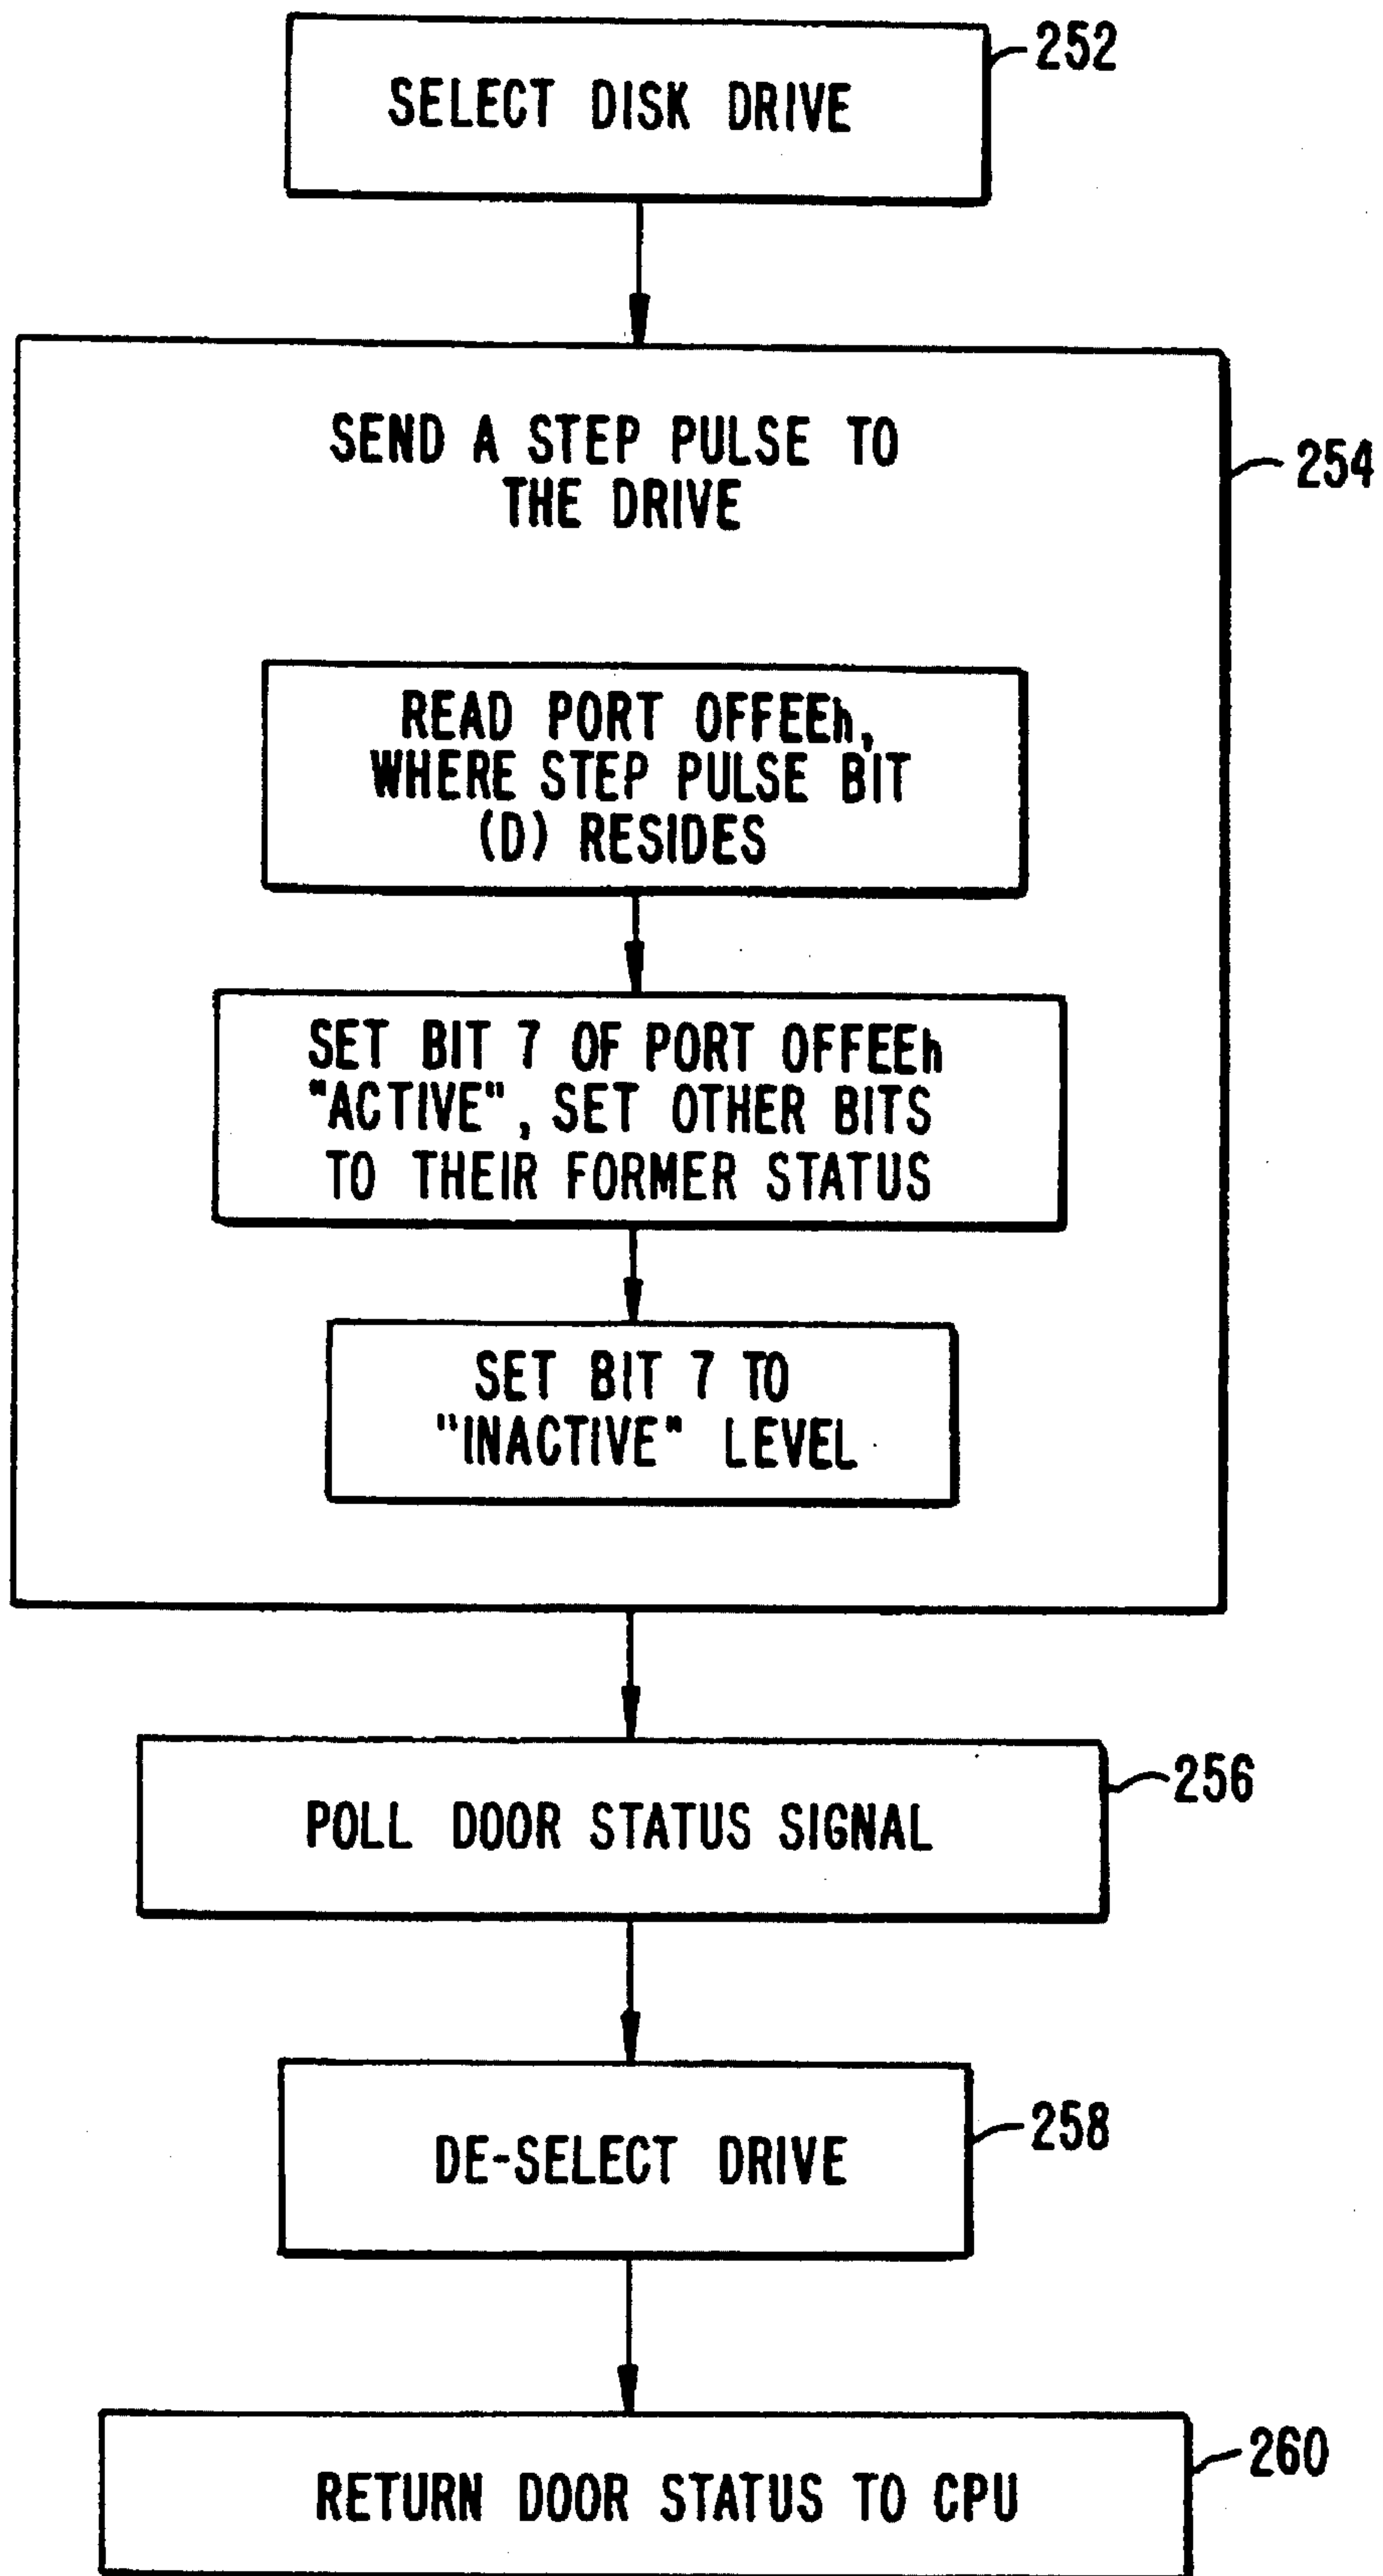 SELECT DISK DRIVE
252
SEND A STEP PULSE TO
THE DRIVE
254
READ PORT OFFEEh,
WHERE STEP PULSE BIT
(D) RESIDES
SET BIT 7 OF PORT OFFEEh
"ACTIVE", SET OTHER BITS
TO THEIR FORMER STATUS
SET BIT 7 TO
"INACTIVE" LEVEL
POLL DOOR STATUS SIGNAL
256
DE-SELECT DRIVE
258
RETURN DOOR STATUS TO CPU
260